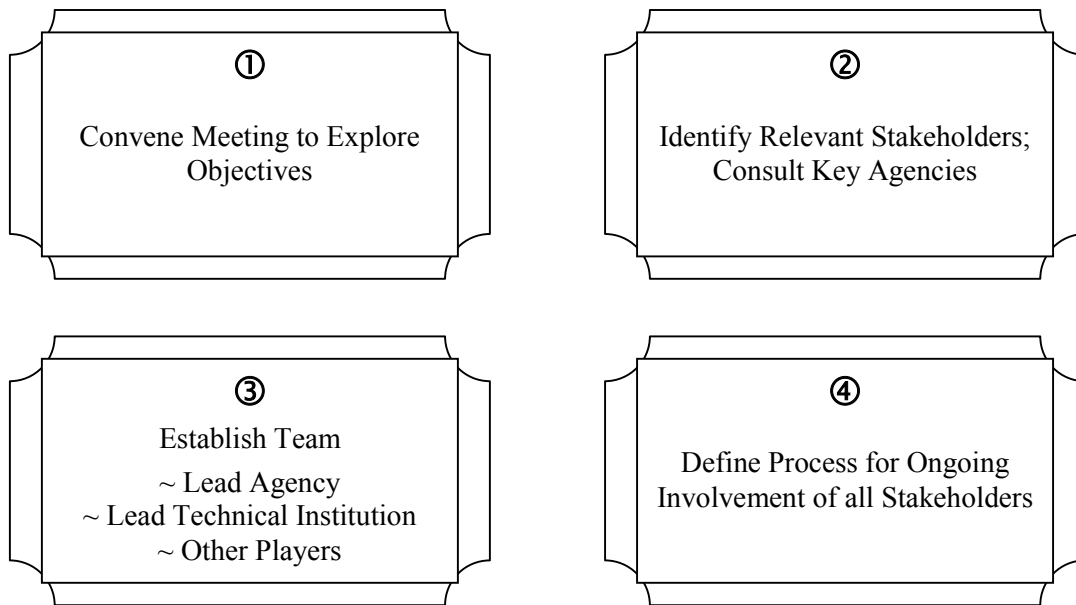 ①
Convene Meeting to Explore
Objectives
②
Identify Relevant Stakeholders;
Consult Key Agencies
③
Establish Team
~ Lead Agency
~ Lead Technical Institution
~ Other Players
④
Define Process for Ongoing
Involvement of all Stakeholders